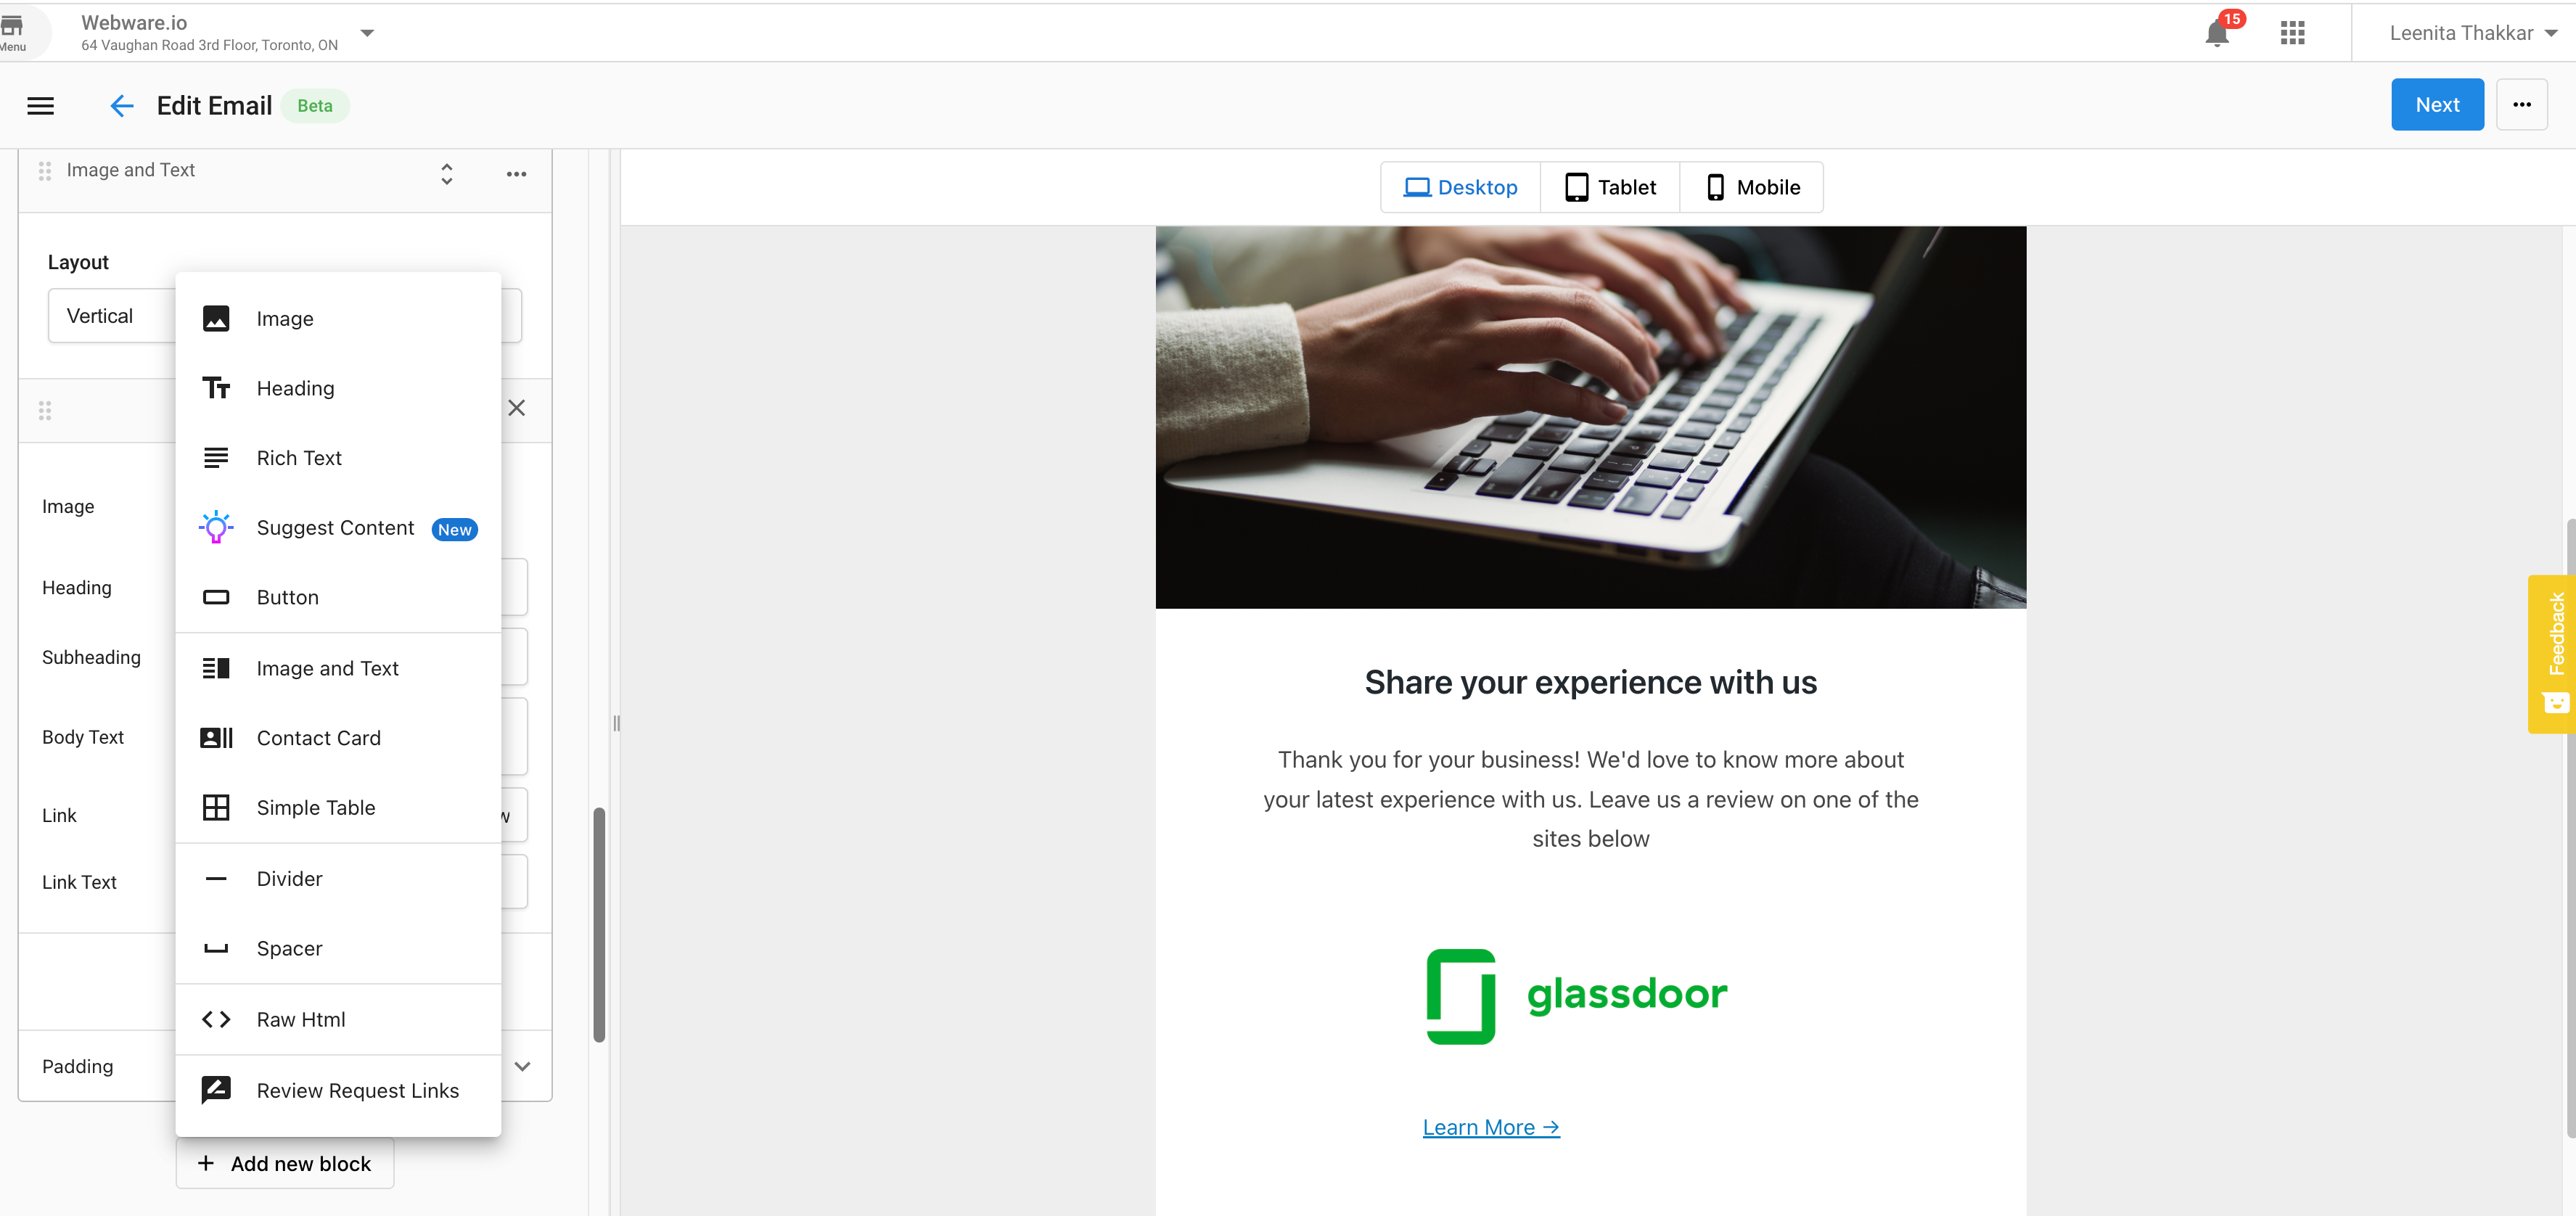 Menu
Webware.io
64 Vaughan Road 3rd Floor, Toronto, ON
15
Leenita Thakkar
Edit Email
Beta
Next
Image and Text
Layout
Vertical
Image
Heading
Subheading
Body Text
Link
Link Text
Padding
Image
Heading
Rich Text
Suggest Content New
Button
Image and Text
Contact Card
Simple Table
Divider
Spacer
Raw Html
Review Request Links
w
+ Add new block
Desktop
Tablet
Mobile
Share your experience with us
Thank you for your business! We'd love to know more about
your latest experience with us. Leave us a review on one of the
sites below
glassdoor
Learn More →
Feedback